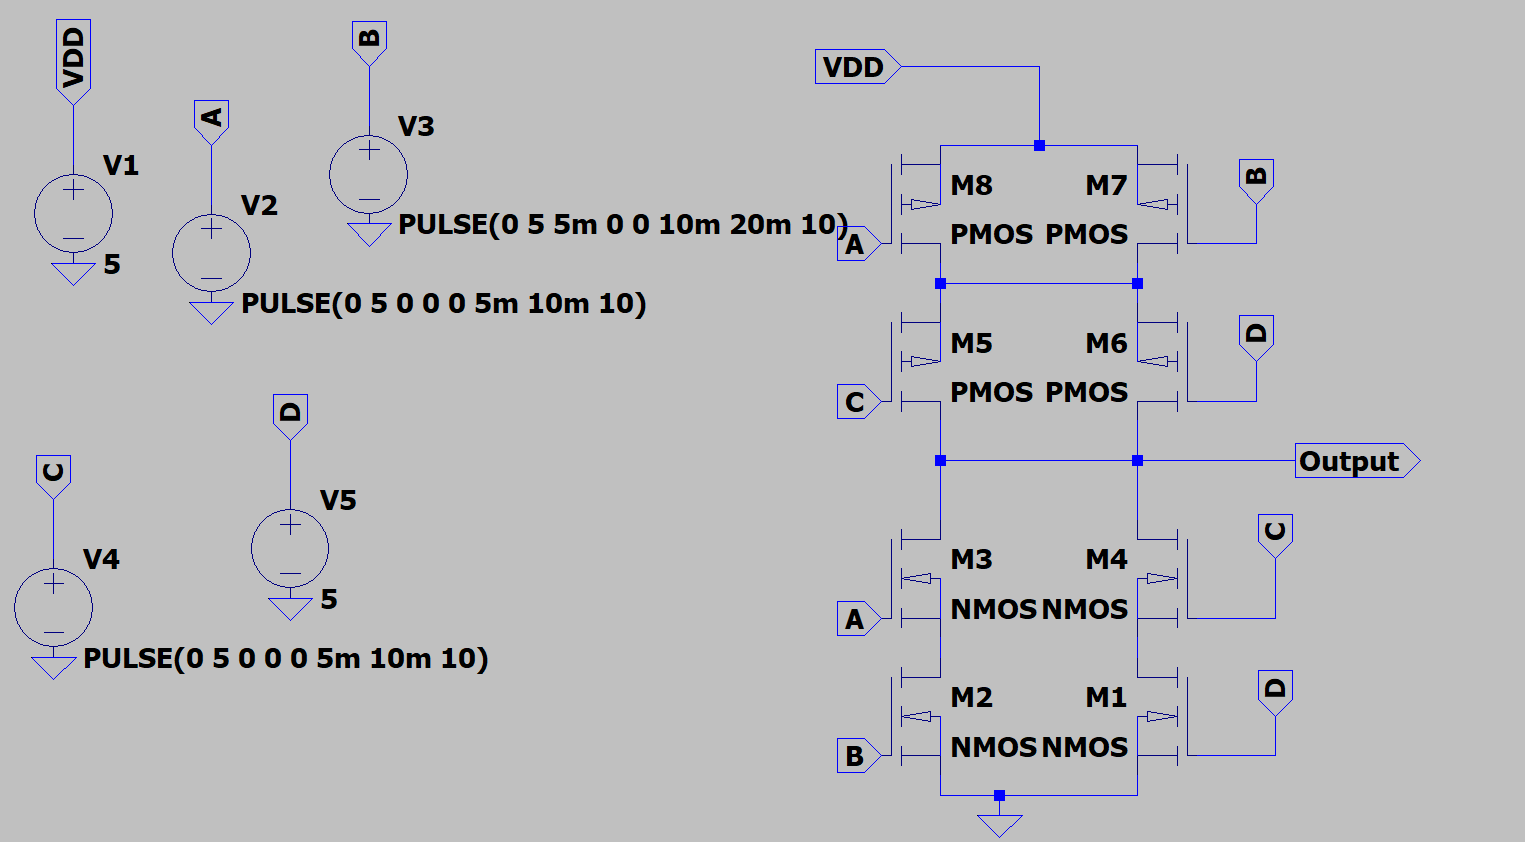 VDD
V1
5
A
V2
PULSE(0 5 0 0 0 5m 10m 10)
B
V3
PULSE(0 5 5m 0 0 10m 20m 10)
C
V4
PULSE(0 5 0 0 0 5m 10m 10)
D
V5
5
VDD
M8
M7
B
PMOS
PMOS
A
M5
M6
D
PMOS
PMOS
C
Output
M3
M4
C
NMOS
NMOS
A
M2
M1
D
NMOS
NMOS
B